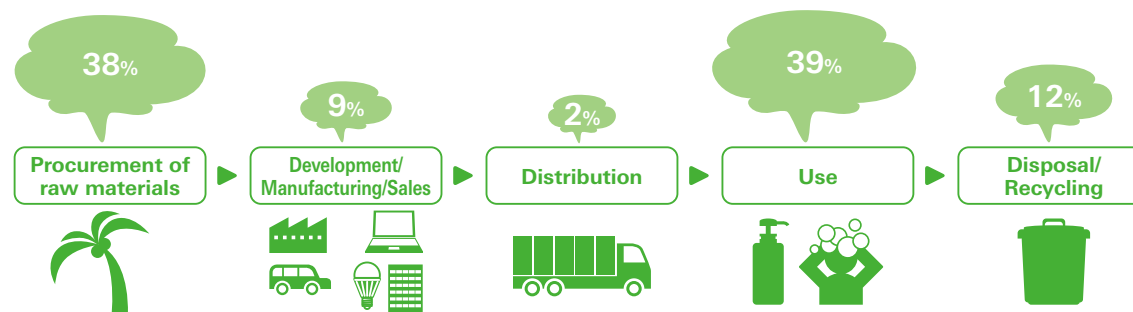 38%
9%
2%
39%
12%
Procurement of
raw materials
Development/
Manufacturing/Sales
Distribution
Use
Disposal/
Recycling